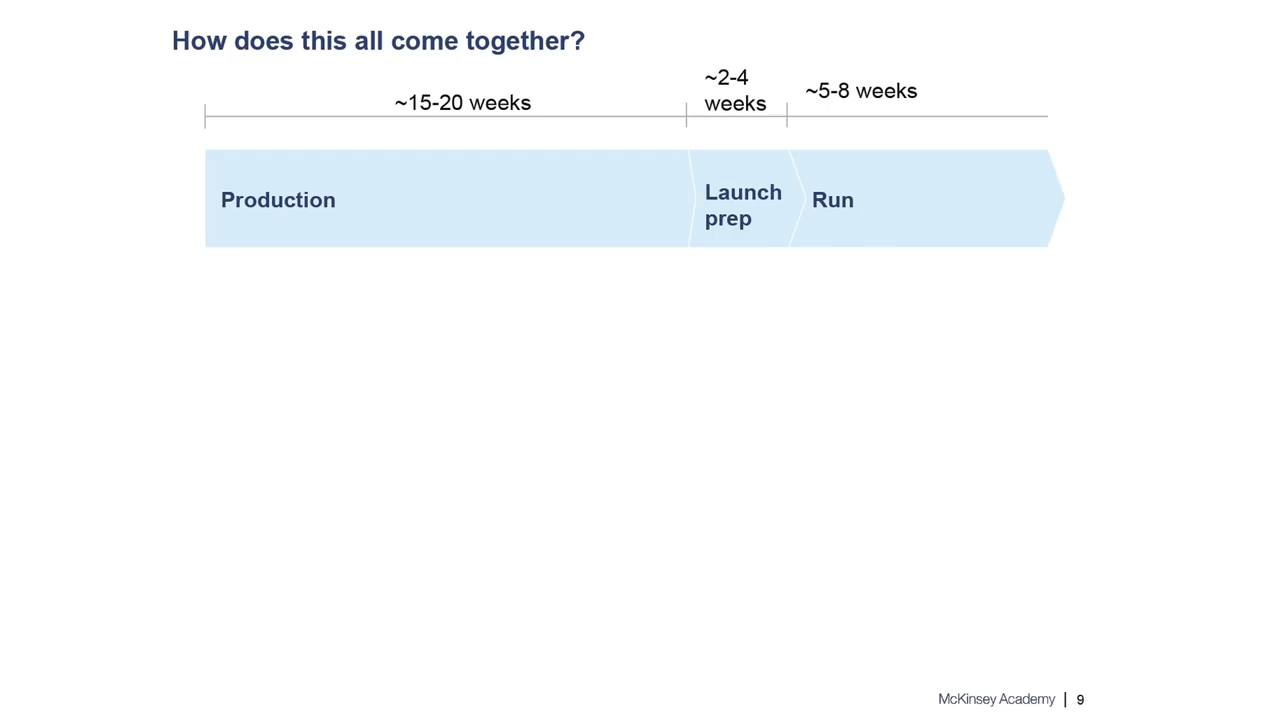 How does this all come together?
~15-20 weeks
~2-4
weeks
~5-8 weeks
Production
Launch
prep
Run
McKinsey Academy | 9